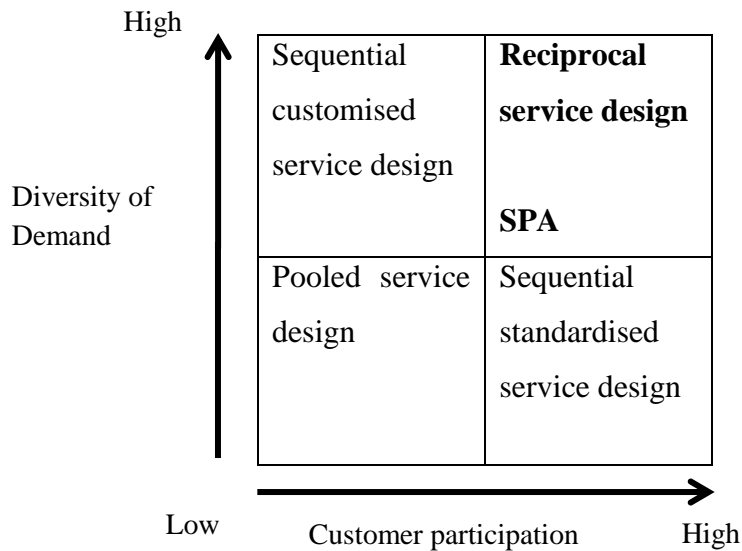 High
Sequential
customised
service design
Reciprocal
service design
SPA
Diversity of
Demand
Pooled service
design
Sequential
standardised
service design
Low
Customer participation
High